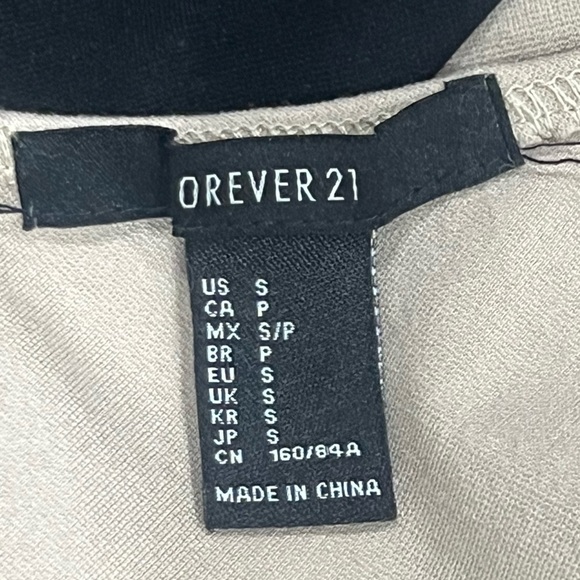 OREVER 21
US S
CA P
MX S/P
BR P
EU S
UK S
KR S
JP S
CN 160/84A
MADE IN CHINA